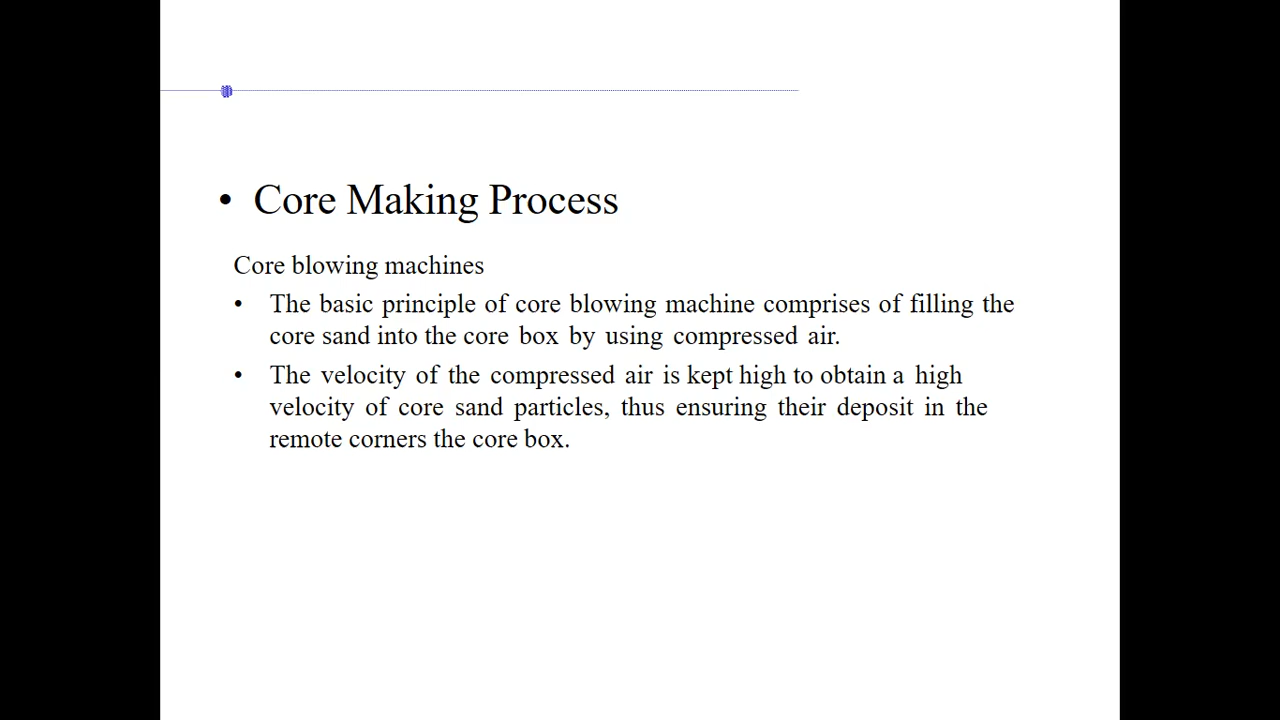 • Core Making Process
Core blowing machines
• The basic principle of core blowing machine comprises of filling the
core sand into the core box by using compressed air.
• The velocity of the compressed air is kept high to obtain a high
velocity of core sand particles, thus ensuring their deposit in the
remote corners the core box.